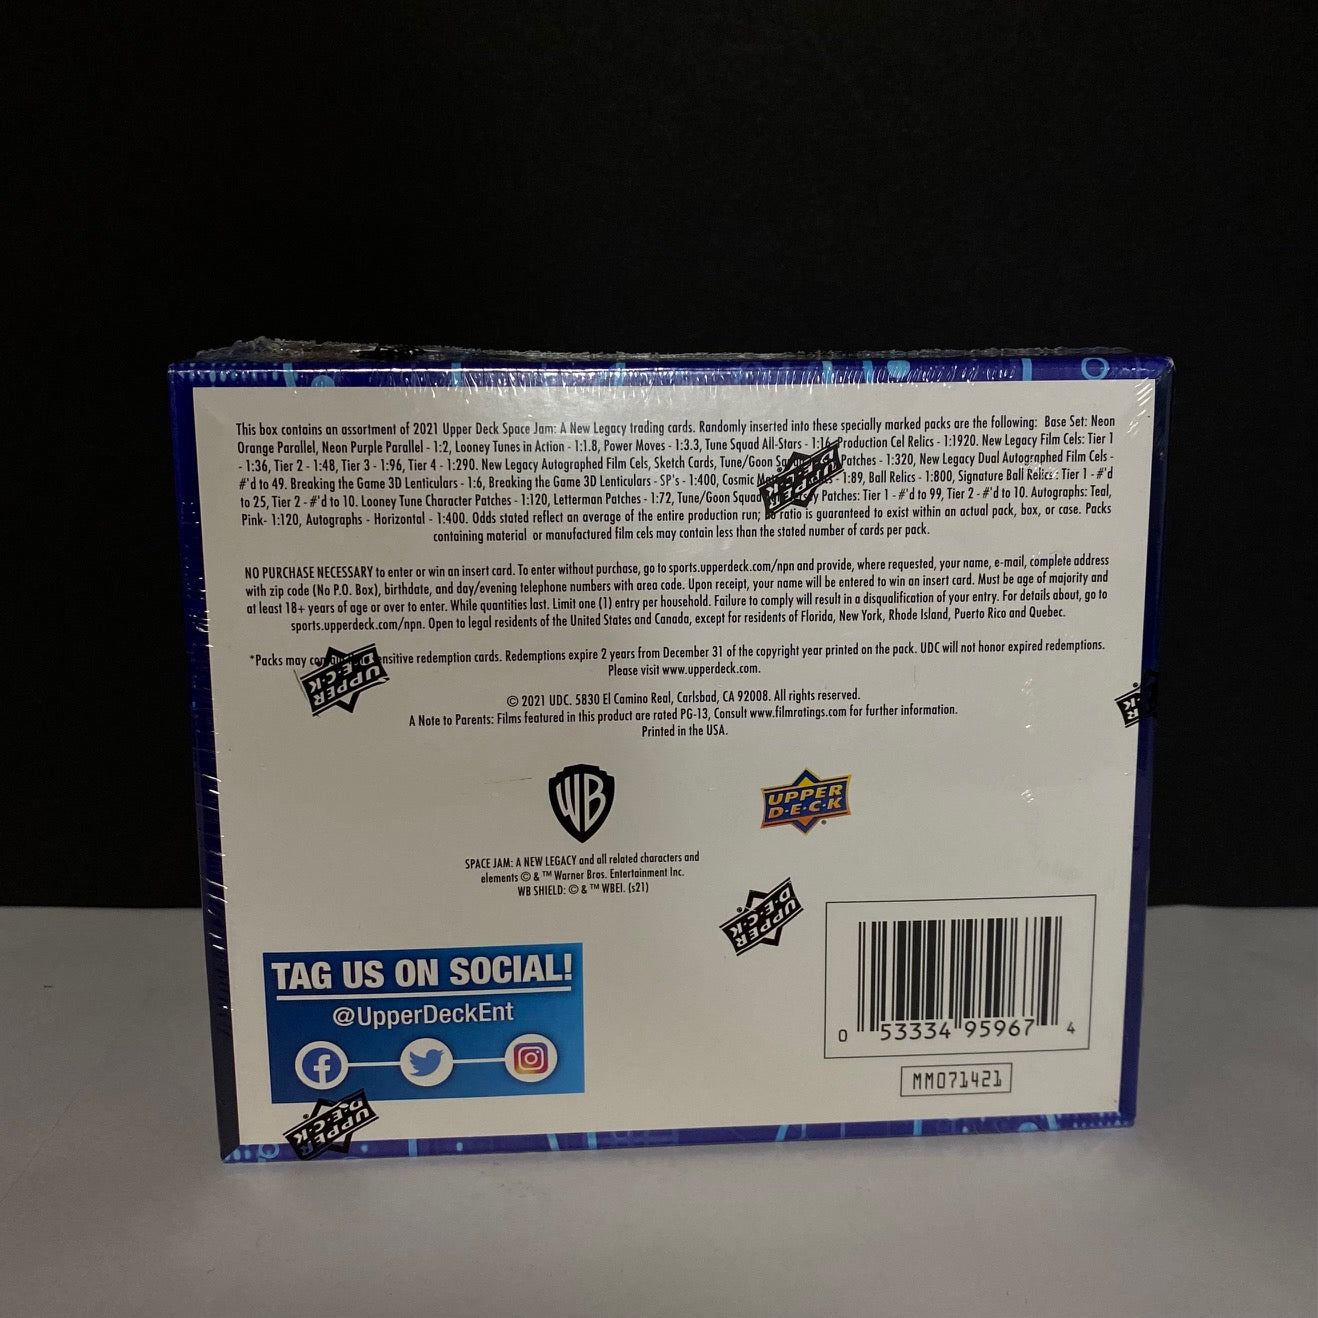 This box contains an assortment of 2021 Upper Deck Space Jam: A New Legacy trading cards. Randomly inserted into these specially marked packs are the following: Base Set: Neon
Orange Parallel, Neon Purple Parallel - 1:2, Looney Tunes in Action - 1:1.8, Power Moves - 1:3.3, Tune Squad All-Stars - 1:16, Production Cel Relics - 1:1920. New Legacy Film Cels: Tier 1
- 1:36, Tier 2 - 1:48, Tier 3 - 1:96, Tier 4 - 1:290. New Legacy Autographed Film Cels, Sketch Cards, Tune/Goon Patches - 1:320, New Legacy Dual Autographed Film Cels -
#'d to 49. Breaking the Game 3D Lenticulars - 1:6, Breaking the Game 3D Lenticulars - SP's - 1:400, Cosmic - 1:89, Ball Relics - 1:800, Signature Ball Relics: Tier 1 - #'d
to 25, Tier 2 - #'d to 10. Looney Tune Character Patches - 1:120, Letterman Patches - 1:72, Tune/Goon Squad Patches: Tier 1 - #'d to 99, Tier 2 - #'d to 10. Autographs: Teal,
Pink- 1:120, Autographs - Horizontal - 1:400. Odds stated reflect an average of the entire production run; no ratio is guaranteed to exist within an actual pack, box, or case. Packs
containing material or manufactured film cels may contain less than the stated number of cards per pack.
NO PURCHASE NECESSARY to enter or win an insert card. To enter without purchase, go to sports.upperdeck.com/npn and provide, where requested, your name, e-mail, complete address
with zip code (No P.O. Box), birthdate, and day/evening telephone numbers with area code. Upon receipt, your name will be entered to win an insert card. Must be age of majority and
at least 18+ years of age or over to enter. While quantities last. Limit one (1) entry per household. Failure to comply will result in a disqualification of your entry. For details about, go to
sports.upperdeck.com/npn. Open to legal residents of the United States and Canada, except for residents of Florida, New York, Rhode Island, Puerto Rico and Quebec.
*Packs may redemption cards. Redemptions expire 2 years from December 31 of the copyright year printed on the pack. UDC will not honor expired redemptions.
Please visit www.upperdeck.com.
© 2021 UDC. 5830 El Camino Real, Carlsbad, CA 92008. All rights reserved.
A Note to Parents: Films featured in this product are rated PG-13, Consult www.filmratings.com for further information.
Printed in the USA.
WB
UPPER
D·E·C·K
SPACE JAM: A NEW LEGACY and all related characters and
elements © & ™ Warner Bros. Entertainment Inc.
WB SHIELD: © & ™ WBEI. (s21)
UPPER
D·E·C·K
UPPER
D·E·C·K
UPPER
D·E·C·K
UPPER
D·E·C·K
TAG US ON SOCIAL!
@UpperDeckEnt
0 53334 95967 4
MM071421